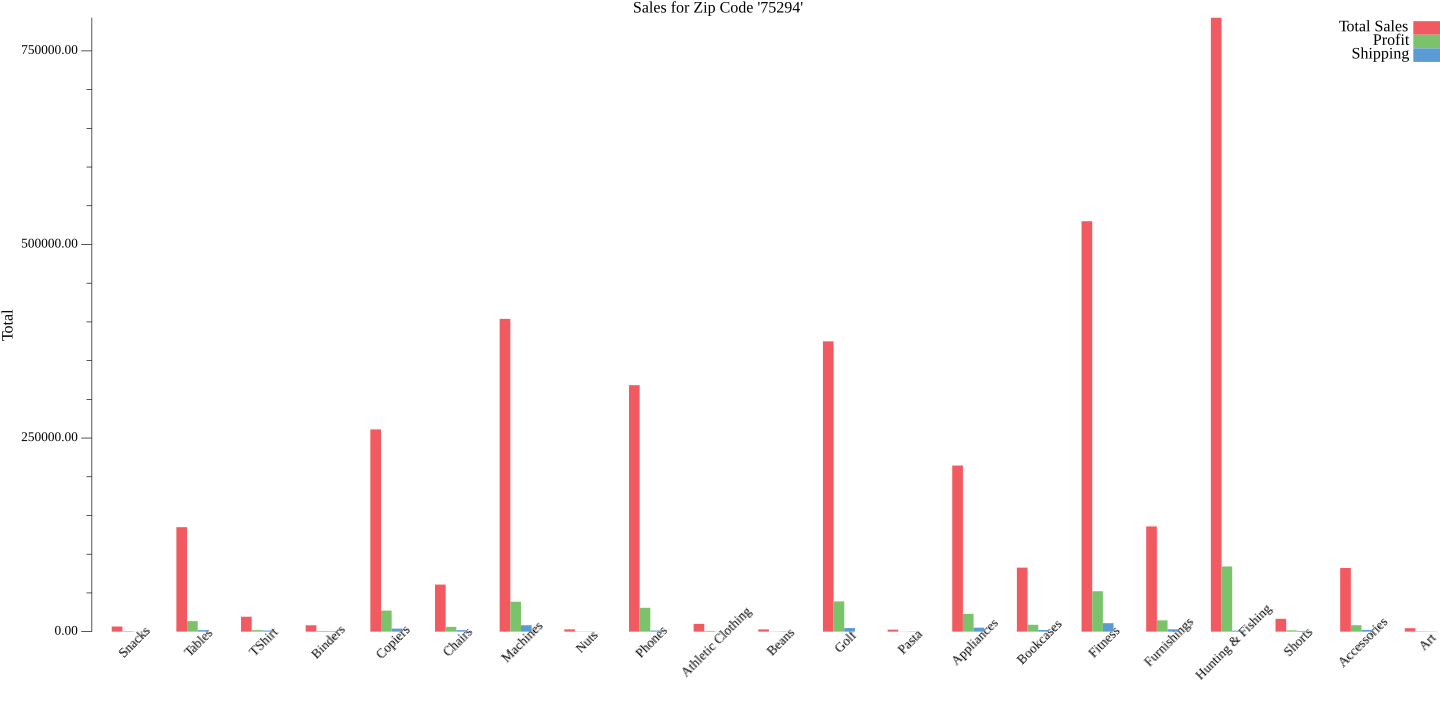 Sales for Zip Code '75294'
Total Sales
Profit
Shipping
Total
750000.00
500000.00
250000.00
0.00
Snacks
Tables
TShirt
Binders
Copiers
Chairs
Machines
Nuts
Phones
Athletic Clothing
Beans
Golf
Pasta
Appliances
Bookcases
Fitness
Furnishings
Hunting & Fishing
Shorts
Accessories
Art